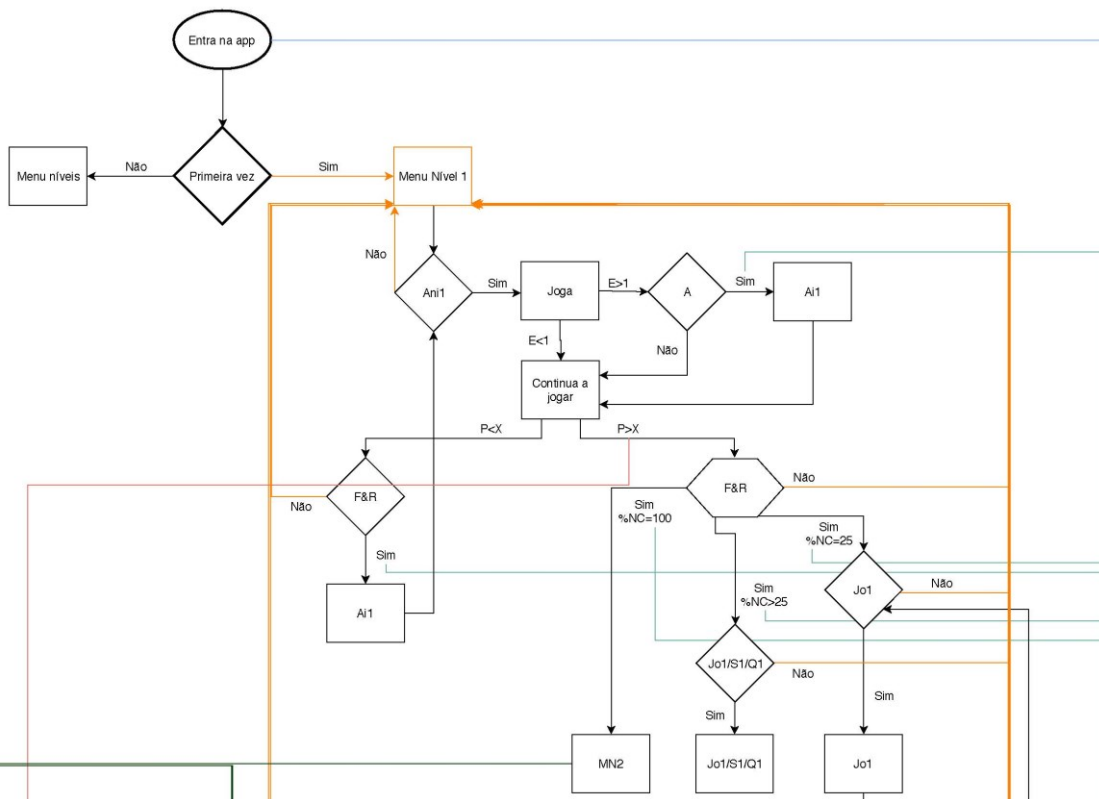 Entra na app
Menu níveis
Não
Primeira vez
Sim
Menu Nível 1
Não
Ani1
Sim
Joga
E>1
A
Sim
Ai1
E<1
Não
Continua a
jogar
P<X
P>X
F&R
Não
F&R
Não
Sim
%NC=100
Sim
%NC=25
Sim
Jo1
Não
Ai1
Sim
%NC>25
Jo1/S1/Q1
Não
Sim
Sim
MN2
Jo1/S1/Q1
Jo1